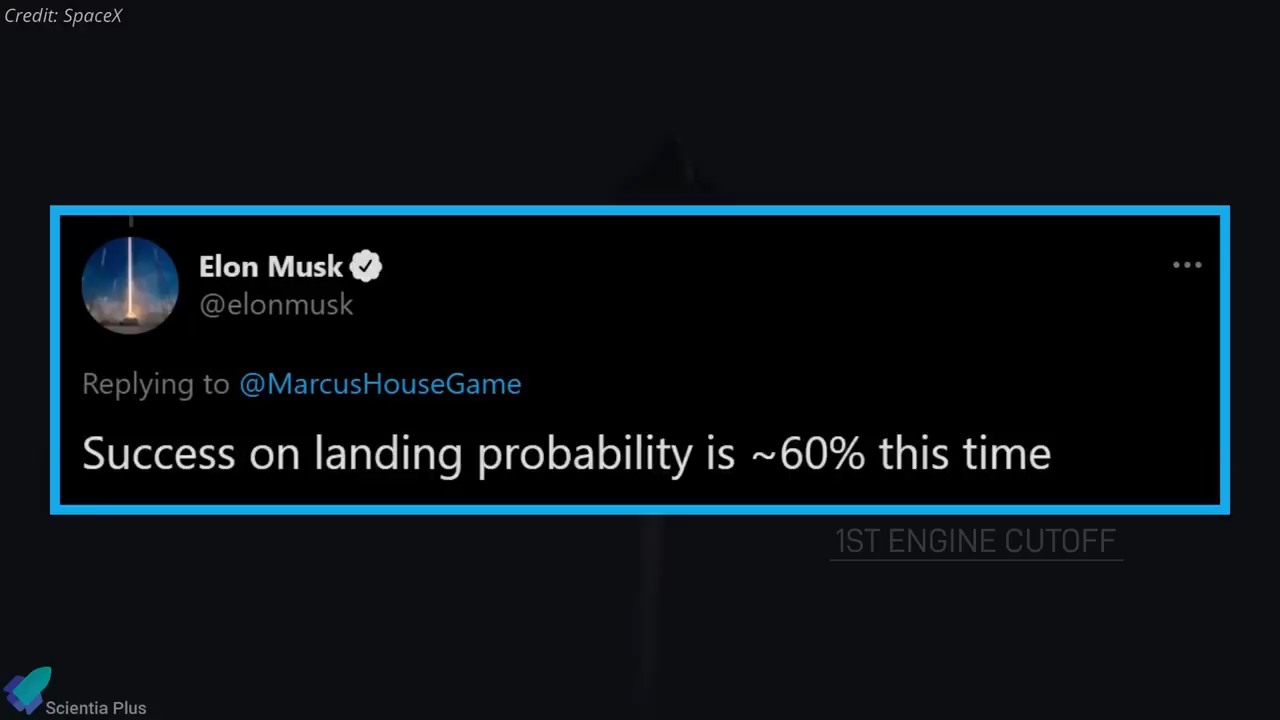 Credit: SpaceX
Elon Musk
@elonmusk
Replying to @MarcusHouseGame
Success on landing probability is ~60% this time
1ST ENGINE CUTOFF
Scientia Plus